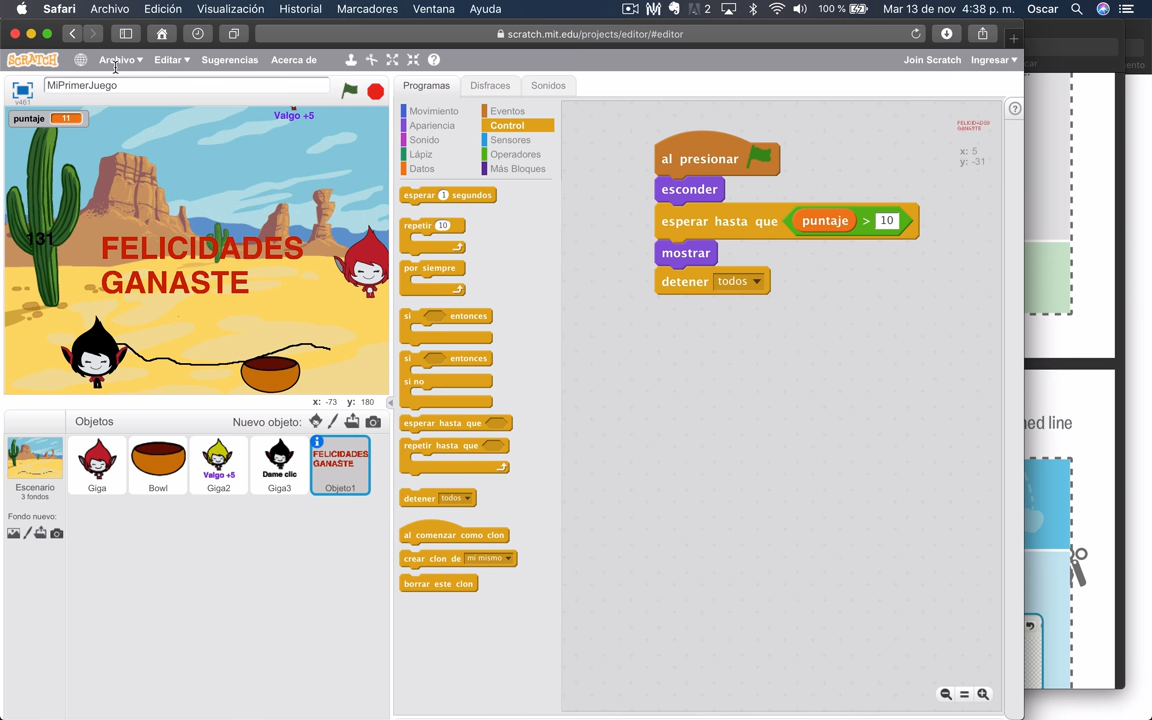 Safari Archivo Edición Visualización Historial Marcadores Ventana Ayuda 2 100 % Mar 13 de nov 4:38 p. m. Oscar
scratch.mit.edu/projects/editor/#editor
SCRATCH Archivo Editar Sugerencias Acerca de Join Scratch Ingresar
MiPrimerJuego
v461
Programas Disfraces Sonidos
puntaje 11
Valgo +5
131
FELICIDADES
GANASTE
x: -73 y: 180
Movimiento Eventos
Apariencia Control
Sonido Sensores
Lápiz Operadores
Datos Más Bloques
esperar 1 segundos
repetir 10
por siempre
si entonces
si entonces
si no
esperar hasta que
repetir hasta que
detener todos
al comenzar como clon
crear clon de mi mismo
borrar este clon
al presionar
esconder
esperar hasta que puntaje > 10
mostrar
detener todos
FELICIDADES
GANASTE
x: 5
y: -31
Objetos Nuevo objeto:
Escenario
3 fondos
Fondo nuevo:
Giga
Bowl
Valgo +5
Giga2
Dame clic
Giga3
FELICIDADES
GANASTE
Objeto1
ned line